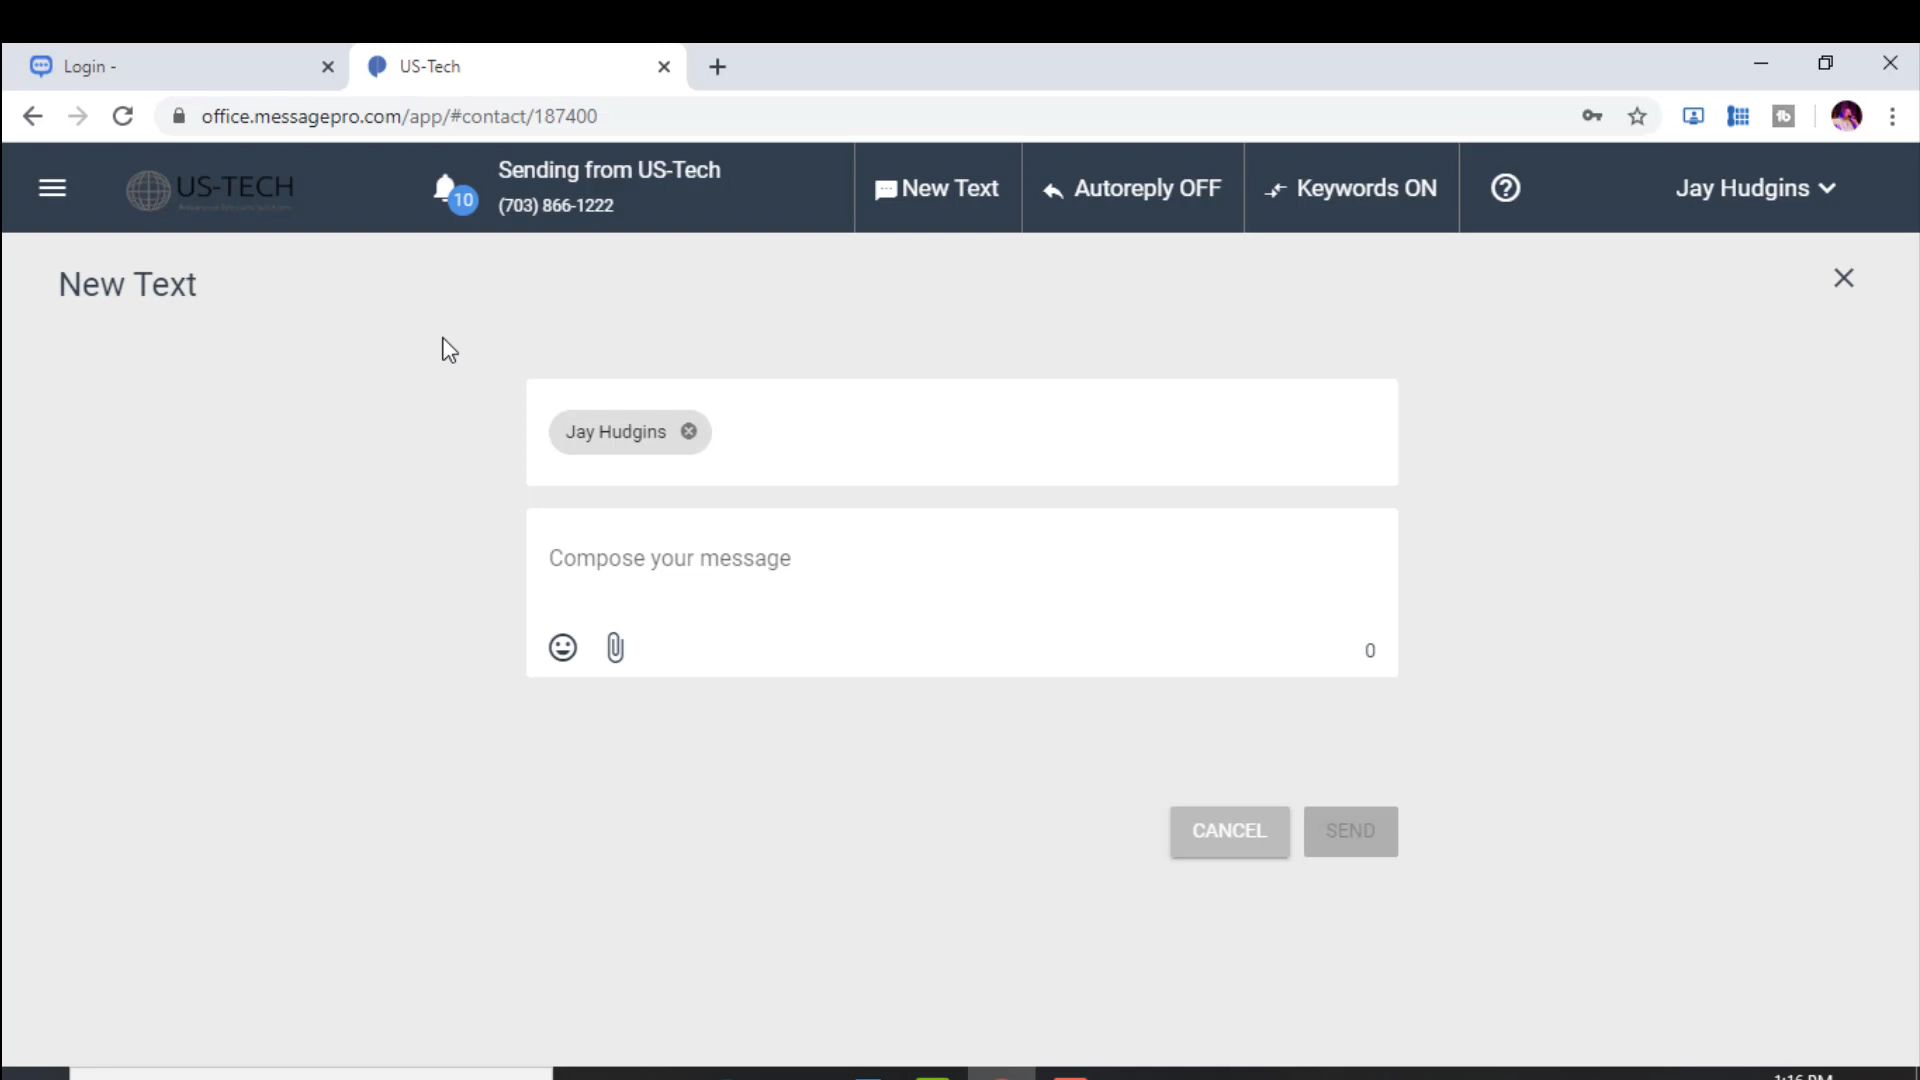 Login -
US-Tech
office.messagepro.com/app/#contact/187400
US-TECH
10
Sending from US-Tech
(703) 866-1222
New Text
Autoreply OFF
Keywords ON
Jay Hudgins
New Text
Jay Hudgins
Compose your message
0
CANCEL
SEND